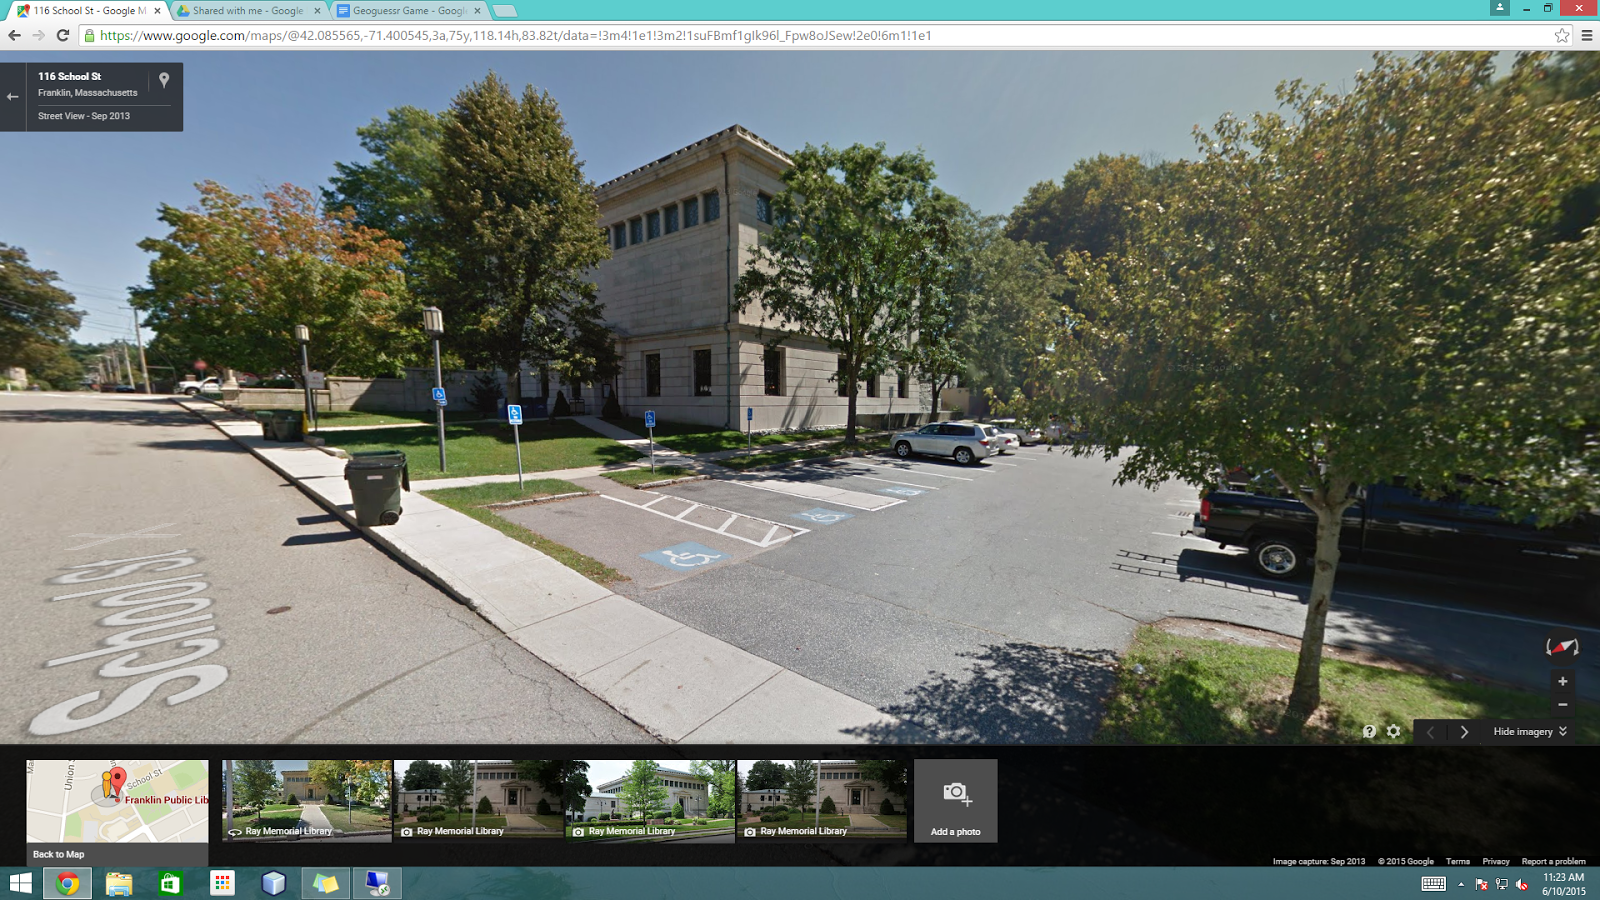 116 School St - Google M
Shared with me - Google
Geoguessr Game - Google
https://www.google.com/maps/@42.085565,-71.400545,3a,75y,118.14h,83.82t/data=!3m4!1e1!3m2!1suFBmf1gIk96l_Fpw8oJSew!2e0!6m1!1e1
116 School St
Franklin, Massachusetts
Street View - Sep 2013
School St
Hide imagery
Union S
School St
Franklin Public Lib
Back to Map
Ray Memorial Library
Ray Memorial Library
Ray Memorial Library
Ray Memorial Library
Add a photo
Image capture: Sep 2013 © 2015 Google Terms Privacy Report a problem
11:23 AM
6/10/2015